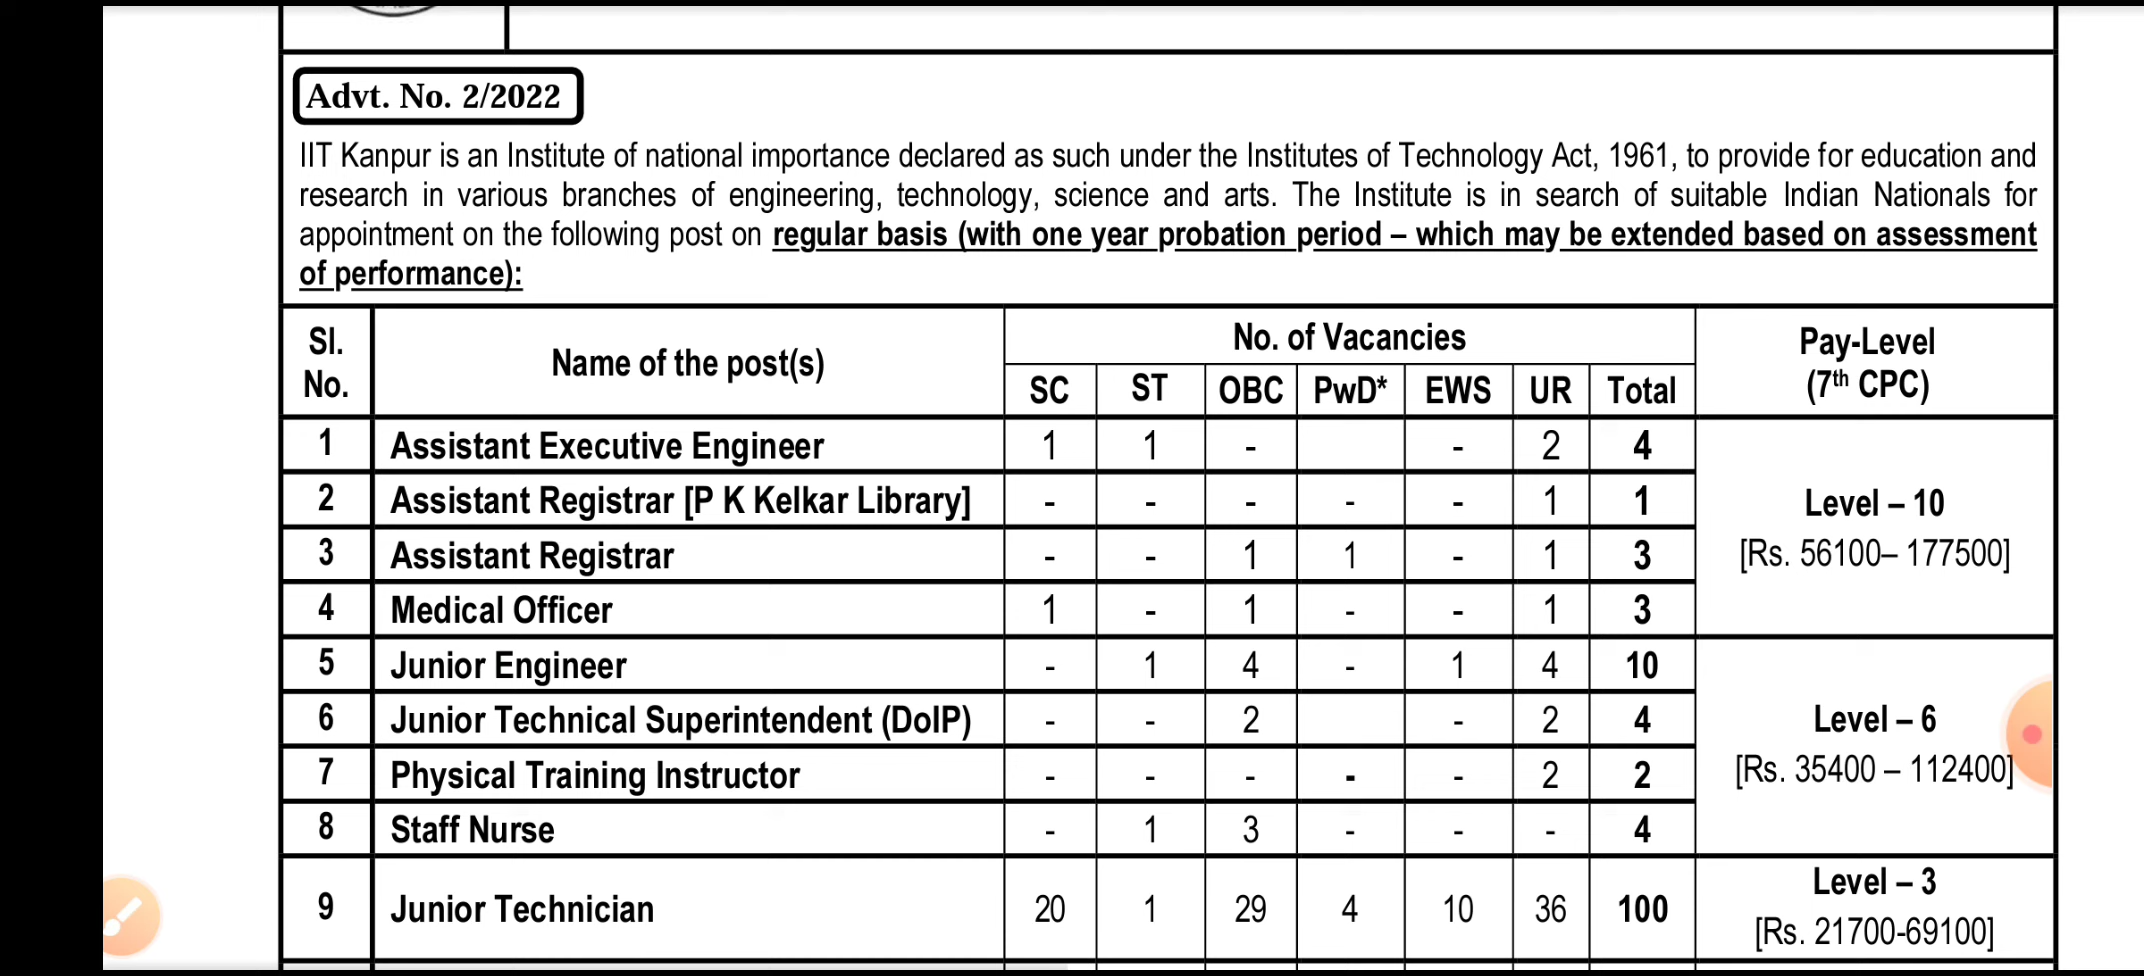 Advt. No. 2/2022
IIT Kanpur is an Institute of national importance declared as such under the Institutes of Technology Act, 1961, to provide for education and
research in various branches of engineering, technology, science and arts. The Institute is in search of suitable Indian Nationals for
appointment on the following post on regular basis (with one year probation period – which may be extended based on assessment
of performance):
Sl. No. Name of the post(s) No. of Vacancies Pay-Level (7th CPC)
SC ST OBC PwD* EWS UR Total
1 Assistant Executive Engineer 1 1 - - 2 4
2 Assistant Registrar [P K Kelkar Library] - - - - - 1 1
Level – 10
3 Assistant Registrar - - 1 1 - 1 3
[Rs. 56100– 177500]
4 Medical Officer 1 - 1 - - 1 3
5 Junior Engineer - 1 4 - 1 4 10
6 Junior Technical Superintendent (DoIP) - - 2 - 2 4
Level – 6
7 Physical Training Instructor - - - - - 2 2
[Rs. 35400 – 112400]
8 Staff Nurse - 1 3 - - - 4
9 Junior Technician 20 1 29 4 10 36 100
Level – 3
[Rs. 21700-69100]